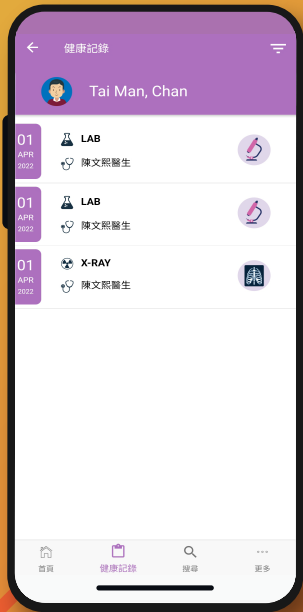 健康記錄
Tai Man, Chan
01
APR
2022
LAB
陳文熙醫生
01
APR
2022
LAB
陳文熙醫生
01
APR
2022
X-RAY
陳文熙醫生
首頁
健康記錄
搜尋
更多